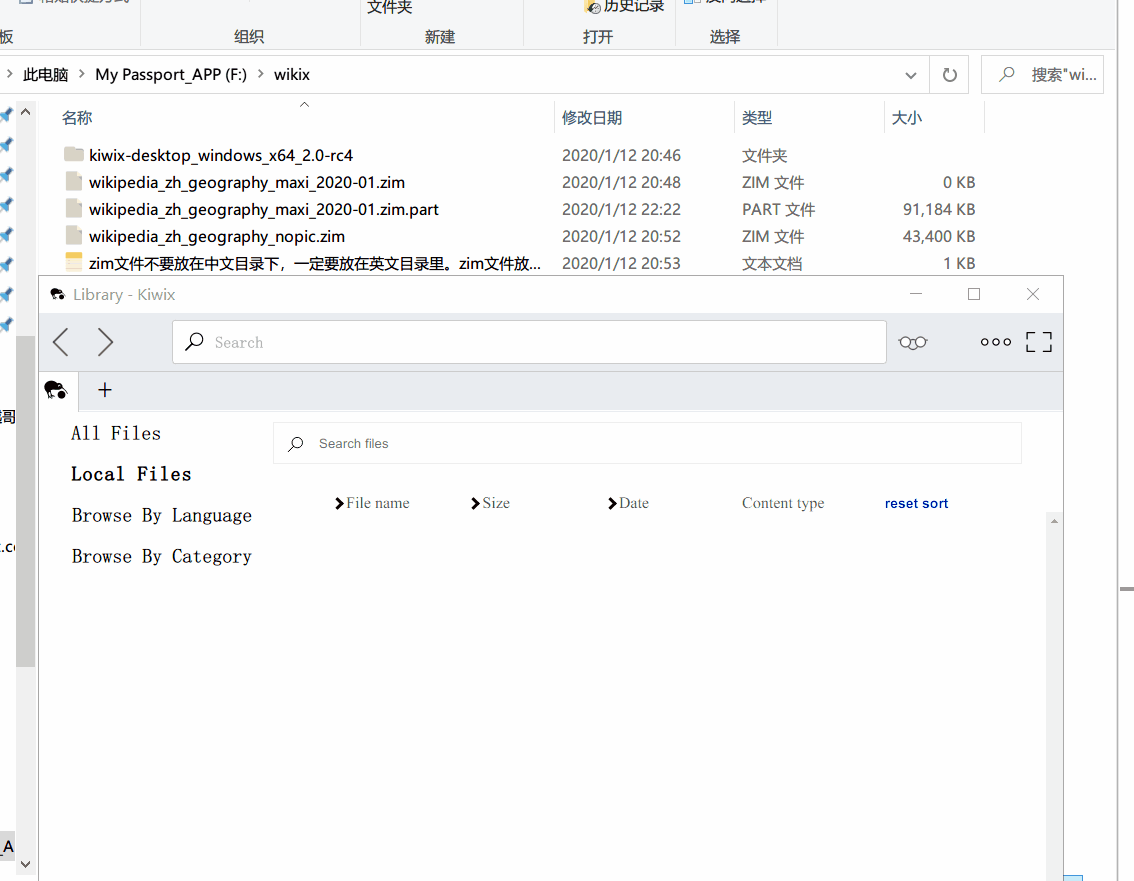 文件夹
历史记录
板
组织
新建
打开
选择
此电脑
My Passport_APP (F:)
wikix
搜索"wi...
名称
修改日期
类型
大小
kiwix-desktop_windows_x64_2.0-rc4
2020/1/12 20:46
文件夹
wikipedia_zh_geography_maxi_2020-01.zim
2020/1/12 20:48
ZIM 文件
0 KB
wikipedia_zh_geography_maxi_2020-01.zim.part
2020/1/12 22:22
PART 文件
91,184 KB
wikipedia_zh_geography_nopic.zim
2020/1/12 20:52
ZIM 文件
43,400 KB
zim文件不要放在中文目录下，一定要放在英文目录里。zim文件放...
2020/1/12 20:53
文本文档
1 KB
Library - Kiwix
Search
All Files
Search files
Local Files
File name
Size
Date
Content type
reset sort
Browse By Language
Browse By Category
哥
_A